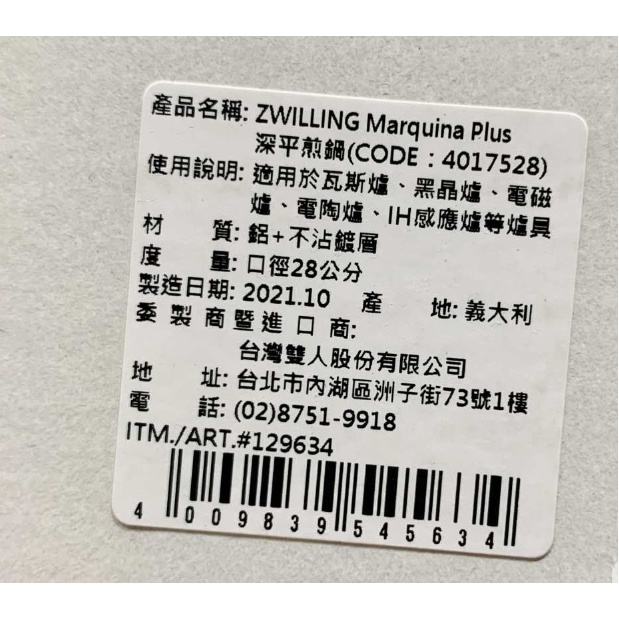 產品名稱: ZWILLING Marquina Plus
深平煎鍋(CODE：4017528)
使用說明: 適用於瓦斯爐、黑晶爐、電磁
爐、電陶爐、IH感應爐等爐具
材 質: 鋁+不沾鍍層
度 量: 口徑28公分
製造日期: 2021.10 產 地: 義大利
委製商暨進口商:
台灣雙人股份有限公司
地 址: 台北市內湖區洲子街73號1樓
電 話: (02)8751-9918
ITM./ART.#129634
4 009839 545634